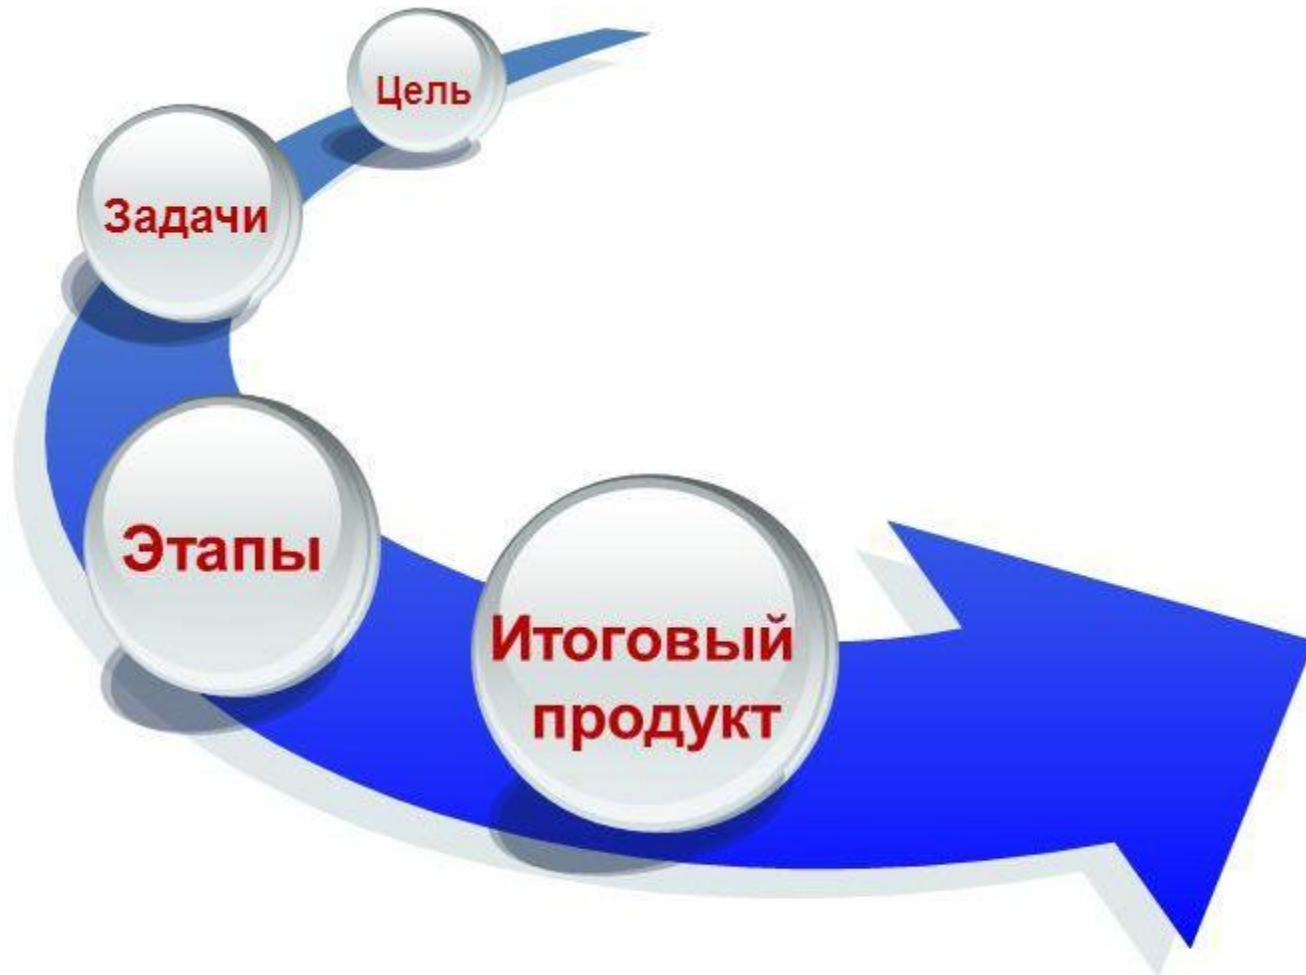 Цель
Задачи
Этапы
Итоговый
продукт